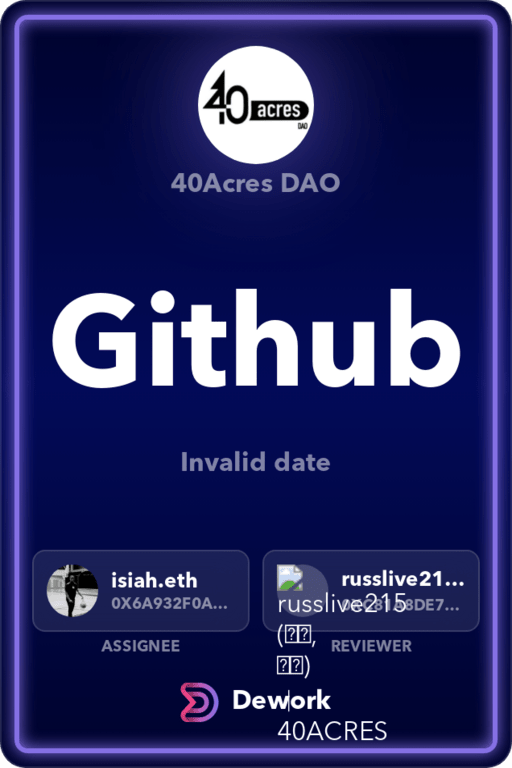 40 acres
DAO
40Acres DAO
Github
Invalid date
isiah.eth
0X6A932F0A...
ASSIGNEE
russlive21...
russlive215
(
)
|
40ACRES
REVIEWER
Dework